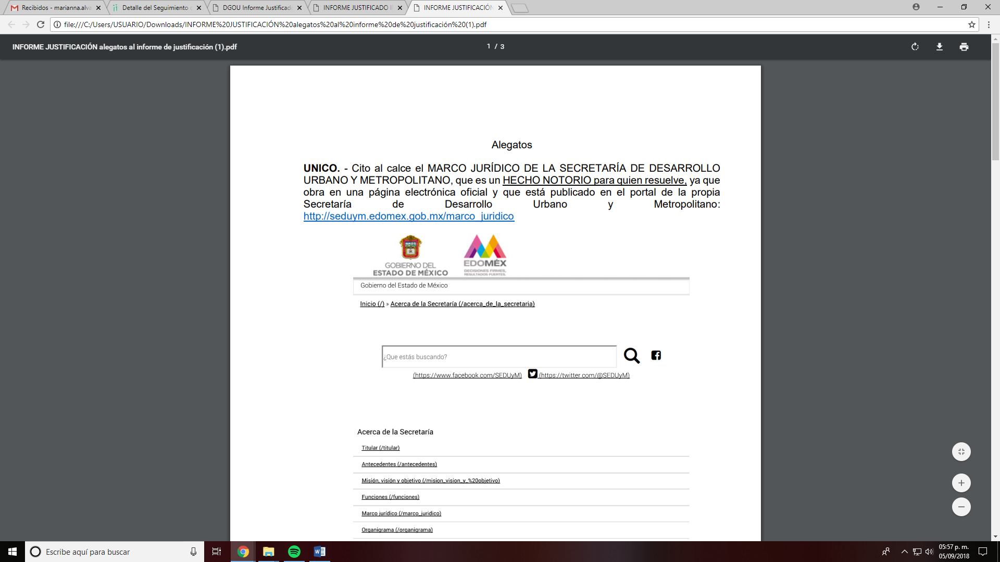 Recibidos - marianna.alva
Detalle del Seguimiento d
DGOU Informe Justificado
INFORME JUSTIFICADO I
INFORME JUSTIFICACIÓN
file:///C:/Users/USUARIO/Downloads/INFORME%20JUSTIFICACIÓN%20alegatos%20al%20informe%20de%20justificación%20(1).pdf
INFORME JUSTIFICACIÓN alegatos al informe de justificación (1).pdf
1 / 3
Alegatos
UNICO. - Cito al calce el MARCO JURÍDICO DE LA SECRETARÍA DE DESARROLLO
URBANO Y METROPOLITANO, que es un HECHO NOTORIO para quien resuelve, ya que
obra en una página electrónica oficial y que está publicado en el portal de la propia
Secretaría de Desarrollo Urbano y Metropolitano:
http://seduym.edomex.gob.mx/marco_juridico
GOBIERNO DEL
ESTADO DE MÉXICO
EDOMÉX
DECISIONES FIRMES,
RESULTADOS FUERTES.
Gobierno del Estado de México
Inicio (/) » Acerca de la Secretaría (/acerca_de_la_secretaria)
¿Que estás buscando?
(https://www.facebook.com/SEDUyM) (https://twitter.com/@SEDUyM)
Acerca de la Secretaría
Titular (/titular)
Antecedentes (/antecedentes)
Misión, visión y objetivo (/mision_vision_y_%20objetivo)
Funciones (/funciones)
Marco jurídico (/marco_juridico)
Organigrama (/organigrama)
Escribe aquí para buscar
05:57 p. m.
05/09/2018